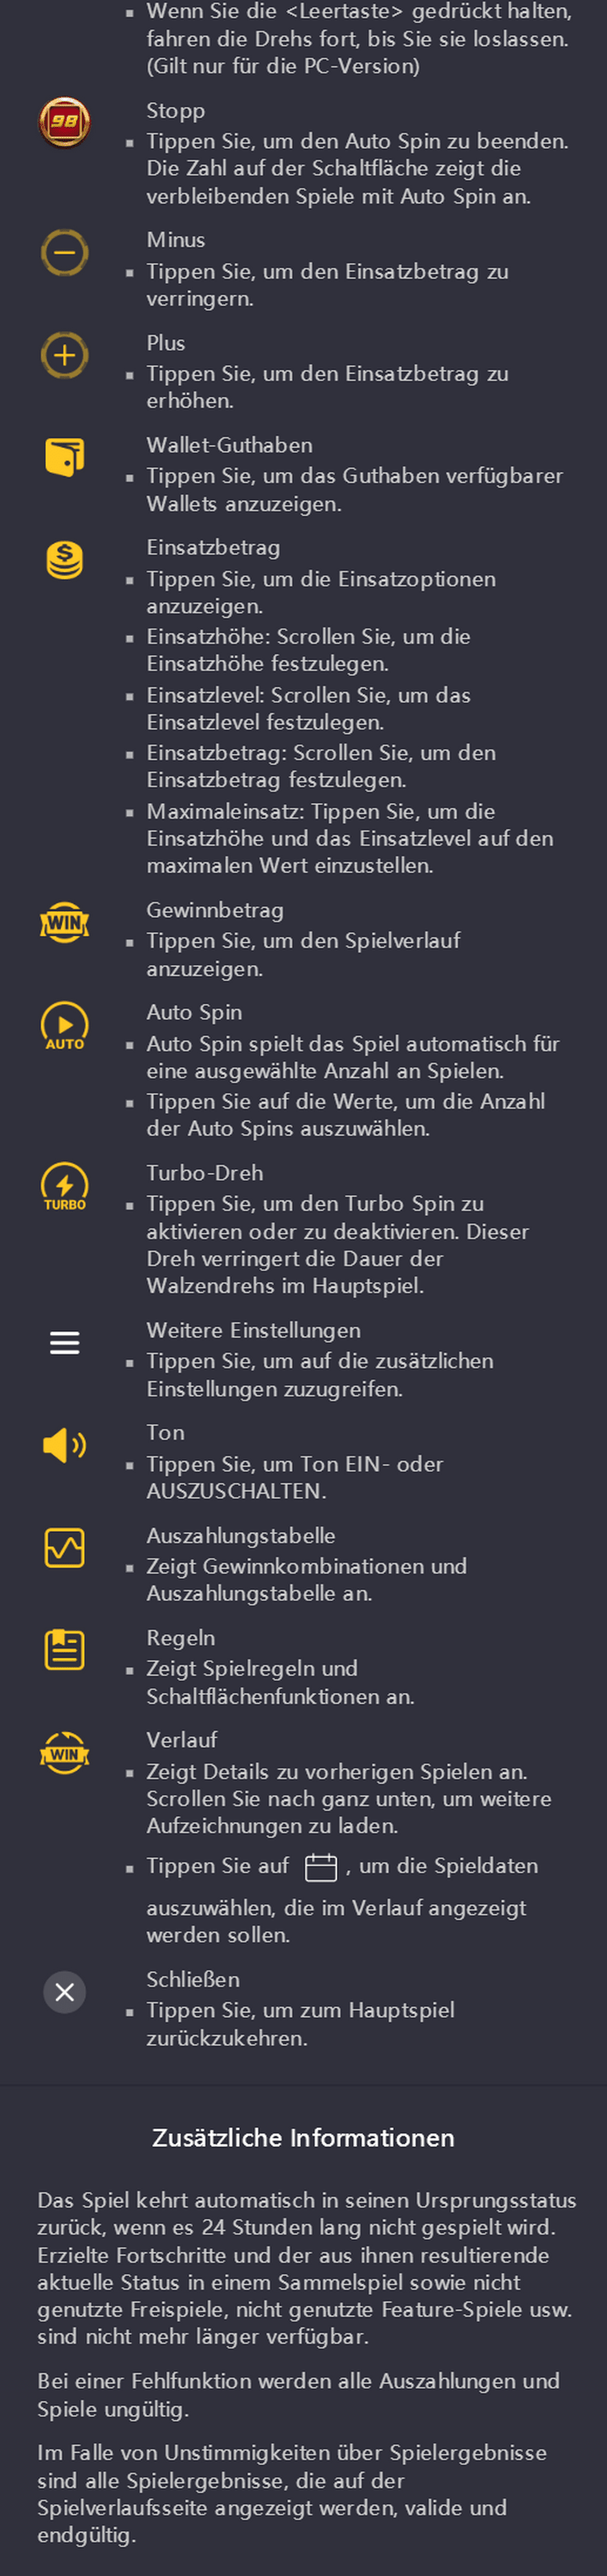 ▪ Wenn Sie die <Leertaste> gedrückt halten,
fahren die Drehs fort, bis Sie sie loslassen.
(Gilt nur für die PC-Version)
98
Stopp
▪ Tippen Sie, um den Auto Spin zu beenden.
Die Zahl auf der Schaltfläche zeigt die
verbleibenden Spiele mit Auto Spin an.
Minus
▪ Tippen Sie, um den Einsatzbetrag zu
verringern.
Plus
▪ Tippen Sie, um den Einsatzbetrag zu
erhöhen.
Wallet-Guthaben
▪ Tippen Sie, um das Guthaben verfügbarer
Wallets anzuzeigen.
$
Einsatzbetrag
▪ Tippen Sie, um die Einsatzoptionen
anzuzeigen.
▪ Einsatzhöhe: Scrollen Sie, um die
Einsatzhöhe festzulegen.
▪ Einsatzlevel: Scrollen Sie, um das
Einsatzlevel festzulegen.
▪ Einsatzbetrag: Scrollen Sie, um den
Einsatzbetrag festzulegen.
▪ Maximaleinsatz: Tippen Sie, um die
Einsatzhöhe und das Einsatzlevel auf den
maximalen Wert einzustellen.
WIN
Gewinnbetrag
▪ Tippen Sie, um den Spielverlauf
anzuzeigen.
AUTO
Auto Spin
▪ Auto Spin spielt das Spiel automatisch für
eine ausgewählte Anzahl an Spielen.
▪ Tippen Sie auf die Werte, um die Anzahl
der Auto Spins auszuwählen.
TURBO
Turbo-Dreh
▪ Tippen Sie, um den Turbo Spin zu
aktivieren oder zu deaktivieren. Dieser
Dreh verringert die Dauer der
Walzendrehs im Hauptspiel.
Weitere Einstellungen
▪ Tippen Sie, um auf die zusätzlichen
Einstellungen zuzugreifen.
Ton
▪ Tippen Sie, um Ton EIN- oder
AUSZUSCHALTEN.
Auszahlungstabelle
▪ Zeigt Gewinnkombinationen und
Auszahlungstabelle an.
Regeln
▪ Zeigt Spielregeln und
Schaltflächenfunktionen an.
WIN
Verlauf
▪ Zeigt Details zu vorherigen Spielen an.
Scrollen Sie nach ganz unten, um weitere
Aufzeichnungen zu laden.
▪ Tippen Sie auf , um die Spieldaten
auszuwählen, die im Verlauf angezeigt
werden sollen.
Schließen
▪ Tippen Sie, um zum Hauptspiel
zurückzukehren.
Zusätzliche Informationen
Das Spiel kehrt automatisch in seinen Ursprungsstatus
zurück, wenn es 24 Stunden lang nicht gespielt wird.
Erzielte Fortschritte und der aus ihnen resultierende
aktuelle Status in einem Sammelspiel sowie nicht
genutzte Freispiele, nicht genutzte Feature-Spiele usw.
sind nicht mehr länger verfügbar.
Bei einer Fehlfunktion werden alle Auszahlungen und
Spiele ungültig.
Im Falle von Unstimmigkeiten über Spielergebnisse
sind alle Spielergebnisse, die auf der
Spielverlaufsseite angezeigt werden, valide und
endgültig.